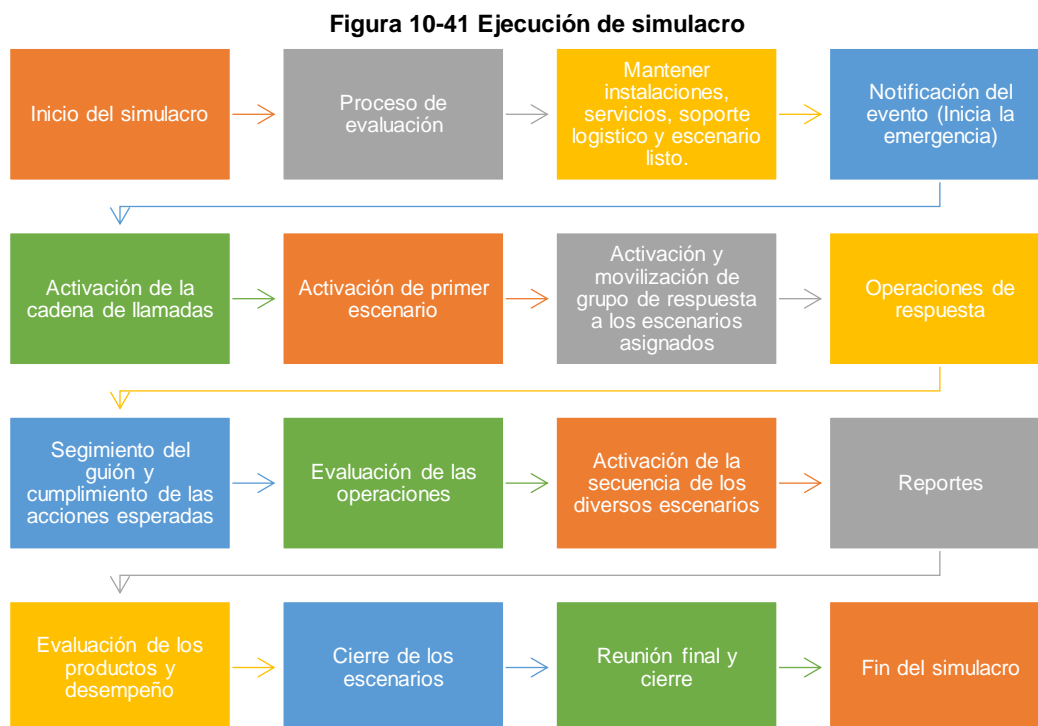 Figura 10-41 Ejecución de simulacro
Inicio del simulacro
Proceso de
evaluación
Mantener
instalaciones,
servicios, soporte
logistico y escenario
listo.
Notificación del
evento (Inicia la
emergencia)
Activación de la
cadena de llamadas
Activación de primer
escenario
Activación y
movilización de
grupo de respuesta
a los escenarios
asignados
Operaciones de
respuesta
Segimiento del
guión y
cumplimiento de las
acciones esperadas
Evaluación de las
operaciones
Activación de la
secuencia de los
diversos escenarios
Reportes
Evaluación de los
productos y
desempeño
Cierre de los
escenarios
Reunión final y
cierre
Fin del simulacro